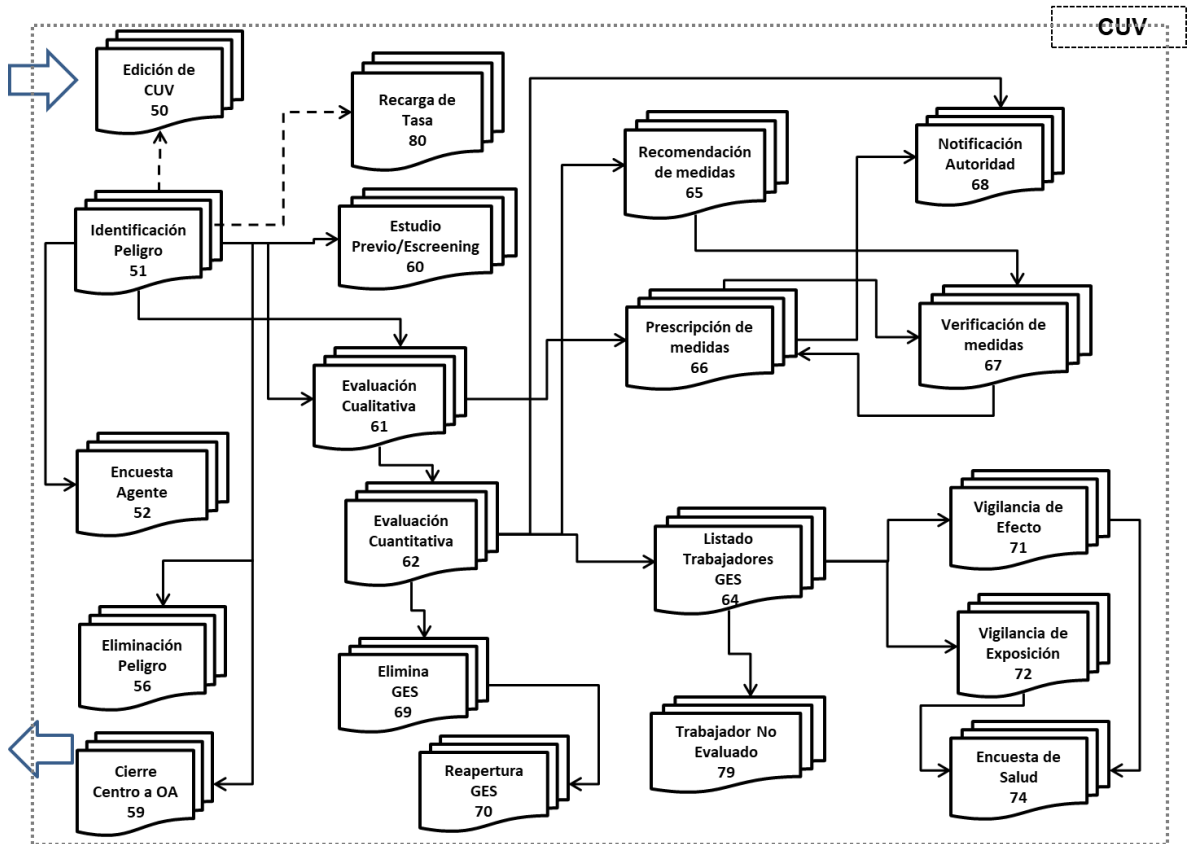 CUV
Edición de
CUV
50
Recarga de
Tasa
80
Recomendación
de medidas
65
Notificación
Autoridad
68
Identificación
Peligro
51
Estudio
Previo/Escreening
60
Prescripción de
medidas
66
Verificación de
medidas
67
Evaluación
Cualitativa
61
Encuesta
Agente
52
Evaluación
Cuantitativa
62
Listado
Trabajadores
GES
64
Vigilancia de
Efecto
71
Eliminación
Peligro
56
Elimina
GES
69
Vigilancia de
Exposición
72
Cierre
Centro a OA
59
Reapertura
GES
70
Trabajador No
Evaluado
79
Encuesta de
Salud
74